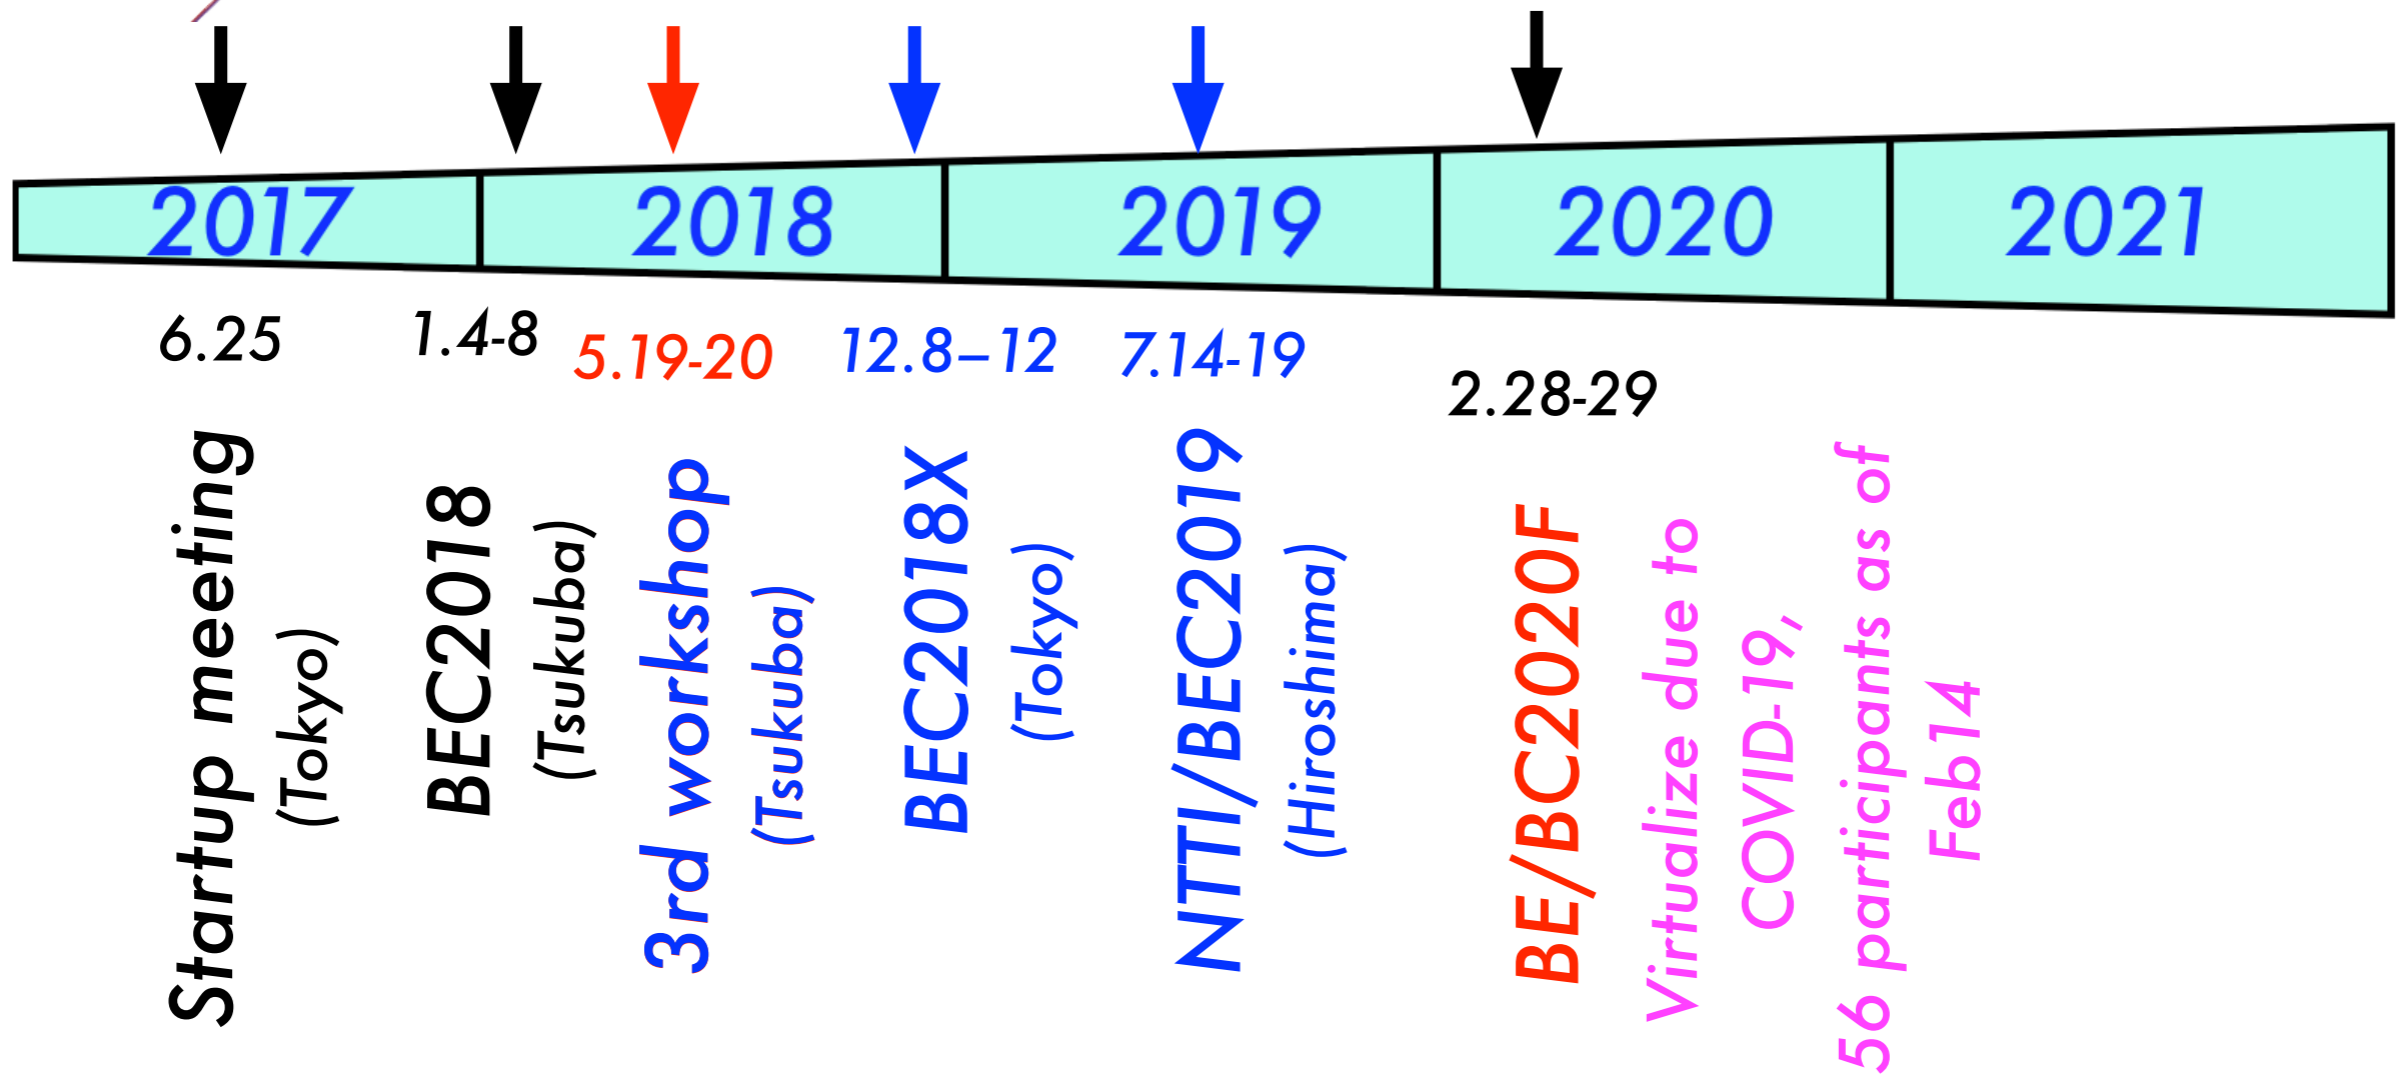 2017
2018
2019
2020
2021
6.25
1.4-8
5.19-20
12.8–12
7.14-19
2.28-29
Startup meeting
(Tokyo)
BEC2018
(Tsukuba)
3rd workshop
(Tsukuba)
BEC2018X
(Tokyo)
NTTI/BEC2019
(Hiroshima)
BE/BC2020F
Virtualize due to
COVID-19,
56 participants as of
Feb14